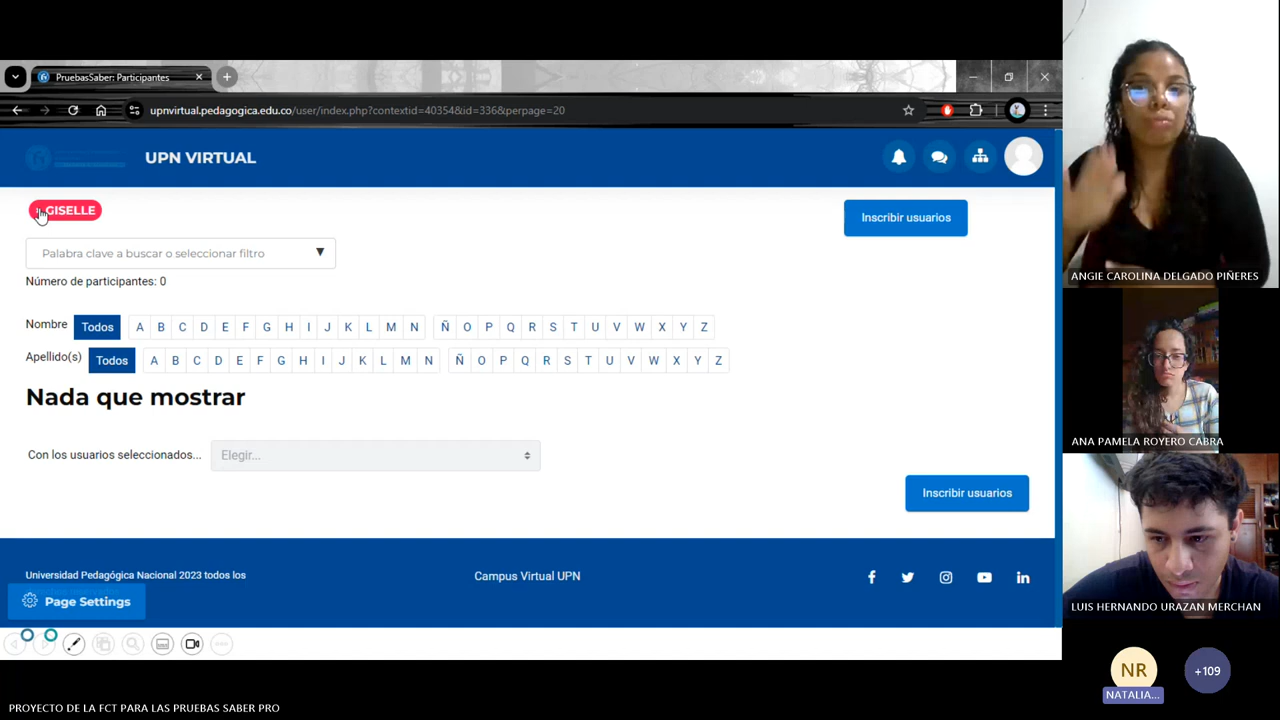 PruebasSaber: Participantes
upnvirtual.pedagogica.edu.co/user/index.php?contextid=40354&id=336&perpage=20
UPN VIRTUAL
GISELLE
Inscribir usuarios
Palabra clave a buscar o seleccionar filtro ▼
Número de participantes: 0
Nombre Todos A B C D E F G H I J K L M N Ñ O P Q R S T U V W X Y Z
Apellido(s) Todos A B C D E F G H I J K L M N Ñ O P Q R S T U V W X Y Z
Nada que mostrar
Con los usuarios seleccionados... Elegir...
Inscribir usuarios
Universidad Pedagógica Nacional 2023 todos los
Campus Virtual UPN
Page Settings
PROYECTO DE LA FCT PARA LAS PRUEBAS SABER PRO
ANGIE CAROLINA DELGADO PIÑERES
ANA PAMELA ROYERO CABRA
LUIS HERNANDO URAZAN MERCHAN
NR
NATALIA...
+109